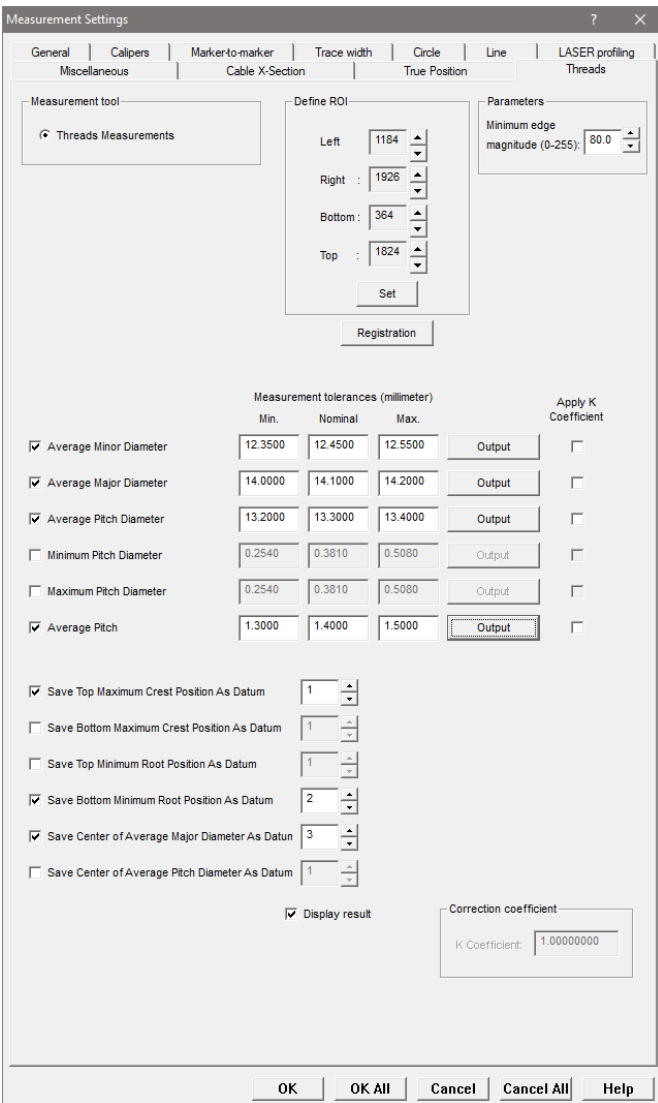 Measurement Settings ? ×
General Calipers Marker-to-marker Trace width Circle Line LASER profiling
Miscellaneous Cable X-Section True Position Threads
Measurement tool
Threads Measurements
Define ROI
Left 1184
Right : 1926
Bottom : 364
Top : 1824
Set
Registration
Parameters
Minimum edge
magnitude (0-255): 80.0
Measurement tolerances (millimeter)
Min. Nominal Max.
Apply K
Coefficient
Average Minor Diameter 12.3500 12.4500 12.5500 Output
Average Major Diameter 14.0000 14.1000 14.2000 Output
Average Pitch Diameter 13.2000 13.3000 13.4000 Output
Minimum Pitch Diameter 0.2540 0.3810 0.5080 Output
Maximum Pitch Diameter 0.2540 0.3810 0.5080 Output
Average Pitch 1.3000 1.4000 1.5000 Output
Save Top Maximum Crest Position As Datum 1
Save Bottom Maximum Crest Position As Datum 1
Save Top Minimum Root Position As Datum 1
Save Bottom Minimum Root Position As Datum 2
Save Center of Average Major Diameter As Datun 3
Save Center of Average Pitch Diameter As Datum 1
Display result
Correction coefficient
K Coefficient: 1.00000000
OK OK All Cancel Cancel All Help